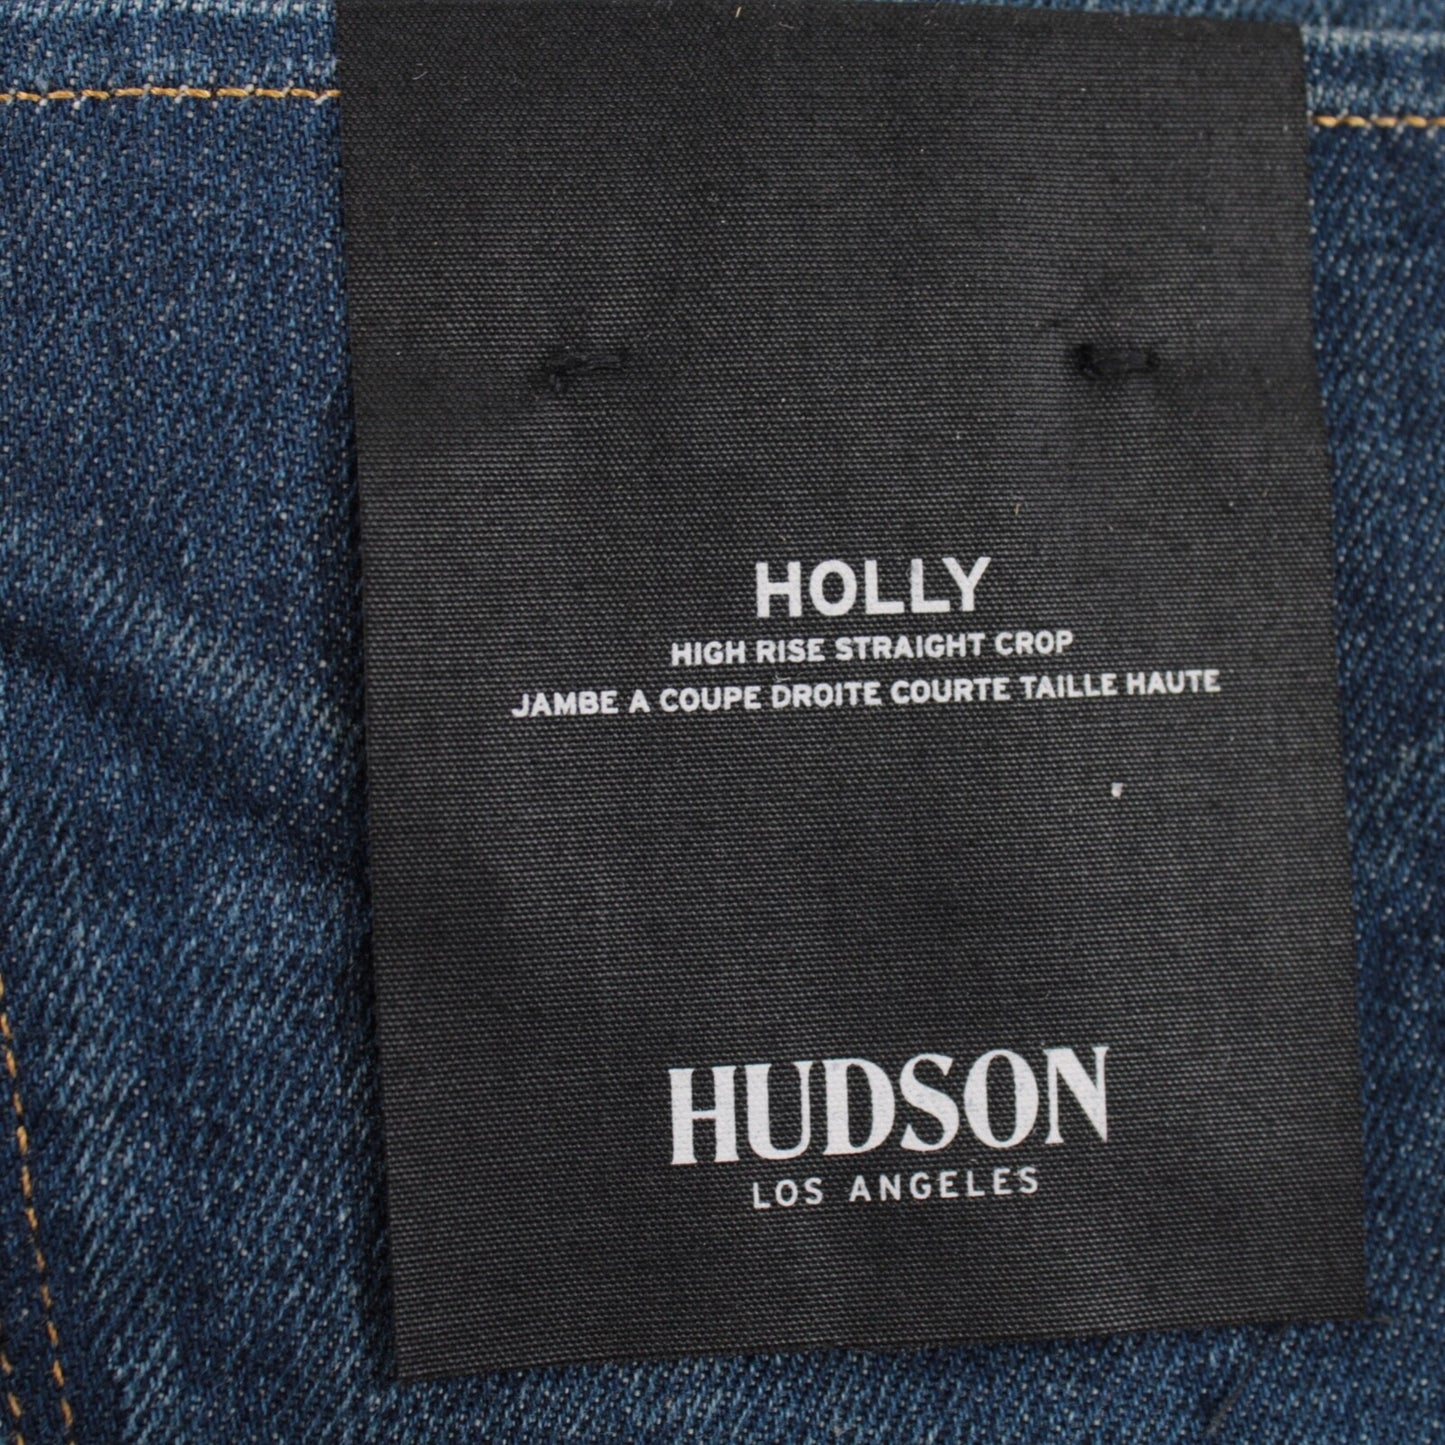 HOLLY
HIGH RISE STRAIGHT CROP
JAMBE A COUPE DROITE COURTE TAILLE HAUTE
HUDSON
LOS ANGELES